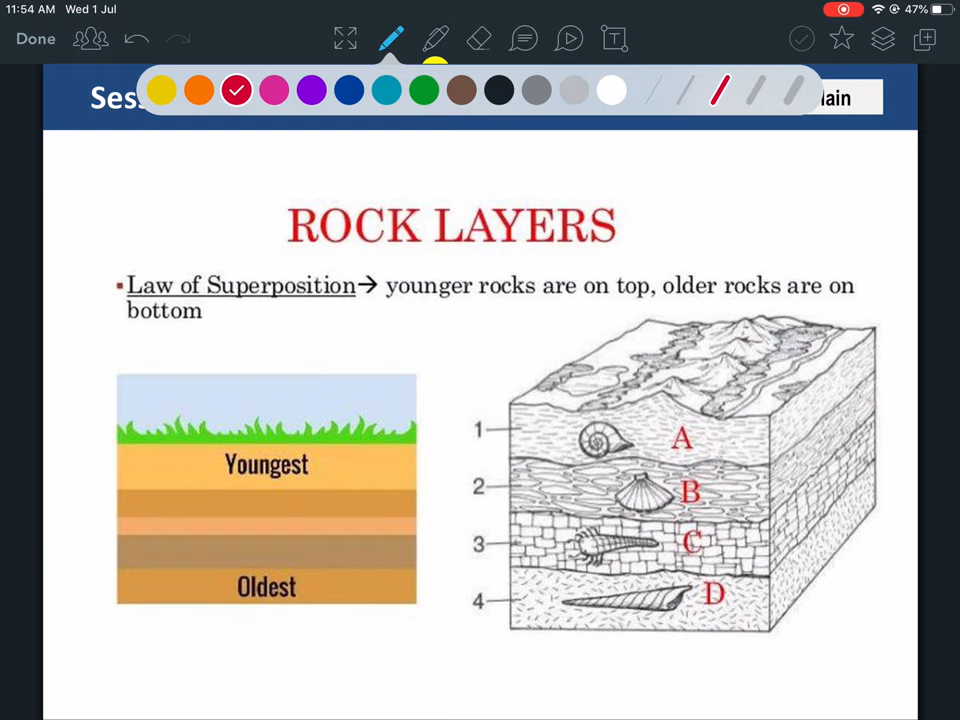 11:54 AM Wed 1 Jul
47%
Done
Sess
lain
ROCK LAYERS
▪Law of Superposition→ younger rocks are on top, older rocks are on
bottom
Youngest
Oldest
1
A
2
B
3
C
4
D